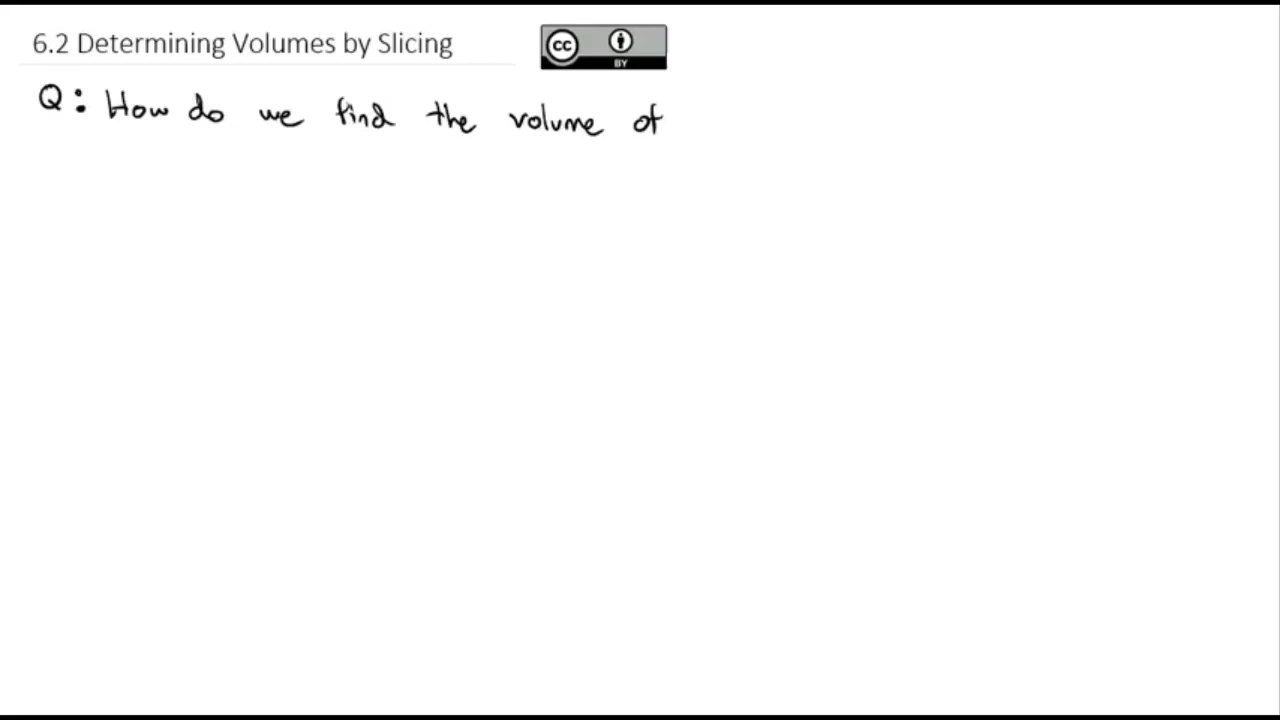 6.2 Determining Volumes by Slicing
cc BY
Q: How do we find the volume of